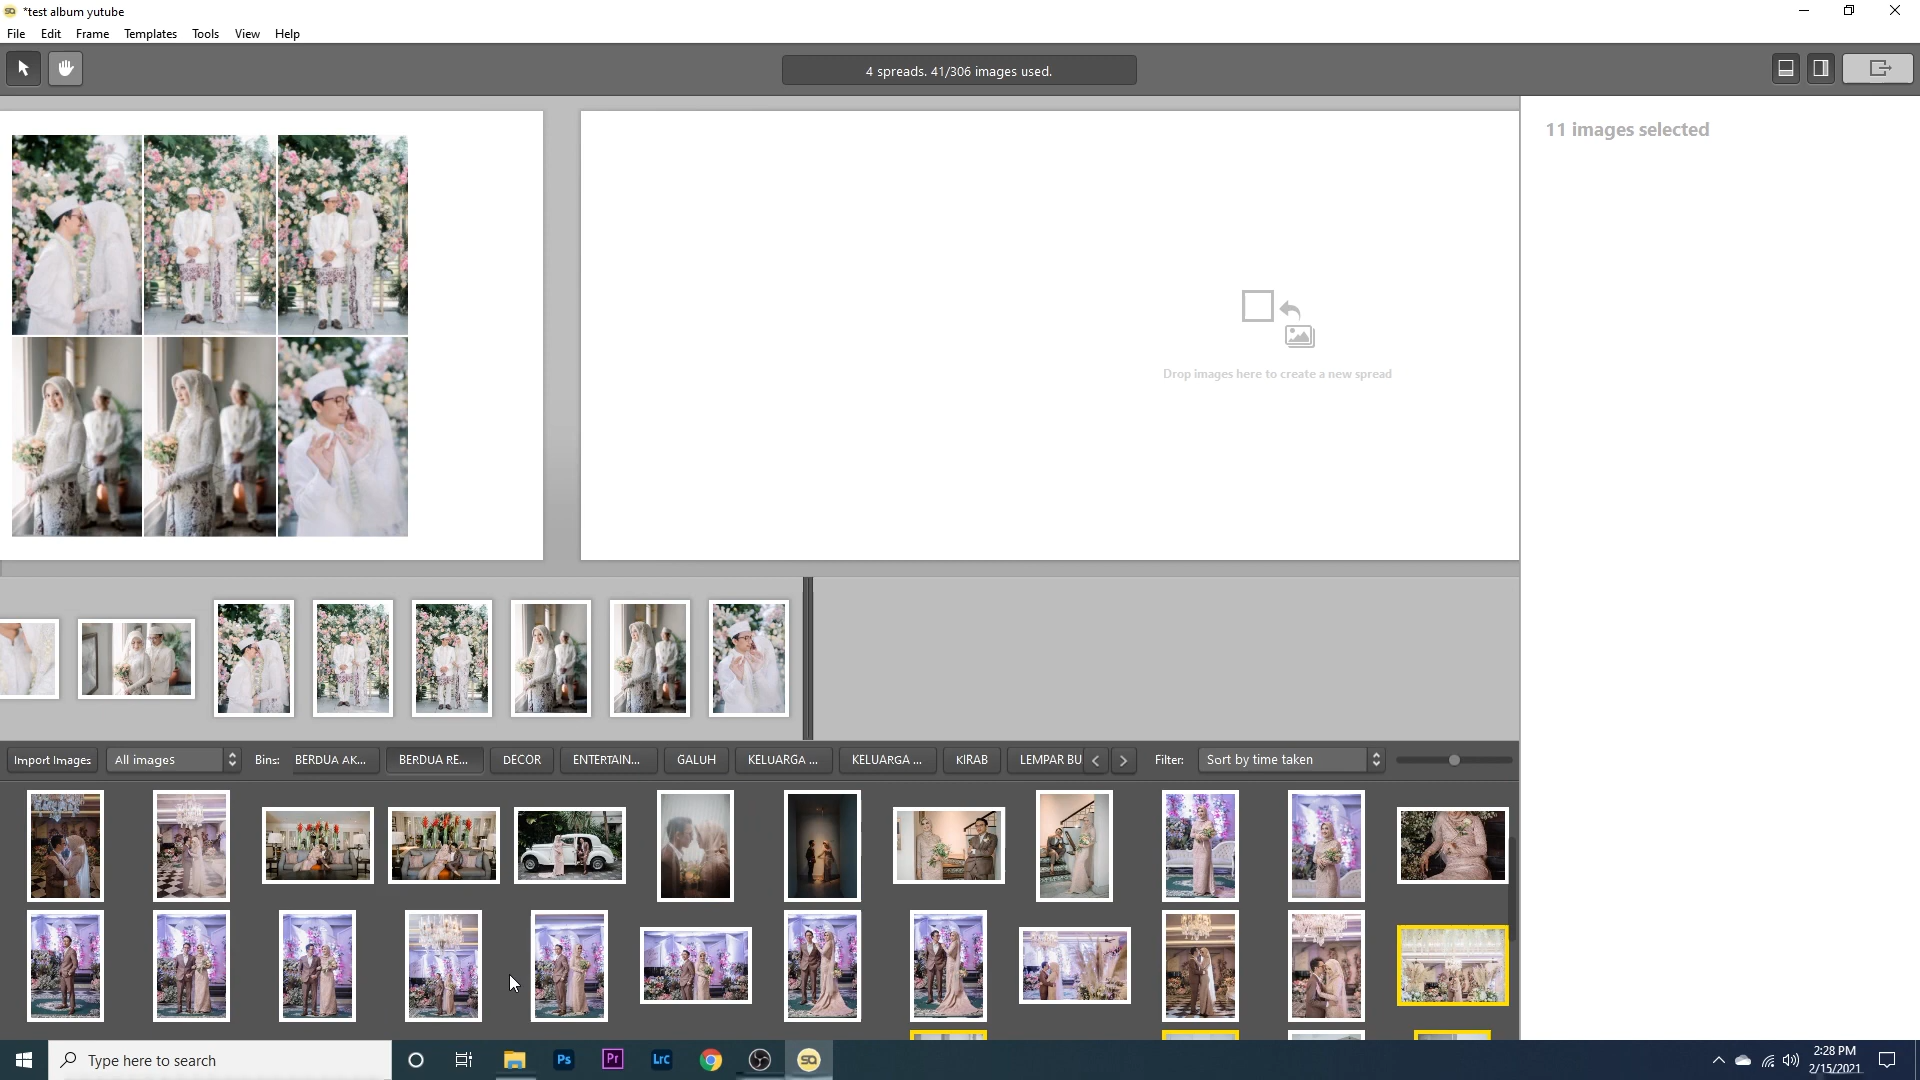 *test album yutube
File Edit Frame Templates Tools View Help
4 spreads. 41/306 images used.
11 images selected
Drop images here to create a new spread
Import Images All images Bins: BERDUA AK... BERDUA RE... DECOR ENTERTAIN... GALUH KELUARGA ... KELUARGA ... KIRAB LEMPAR BU Filter: Sort by time taken
Type here to search
Ps Pr Lrc
2:28 PM
2/15/2021